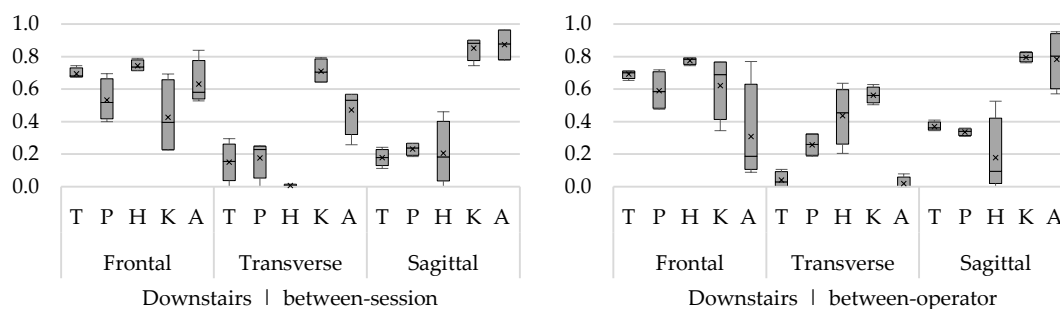 1.0
0.8
0.6
0.4
0.2
0.0
T P H K A T P H K A T P H K A
Frontal Transverse Sagittal
Downstairs | between-session
1.0
0.8
0.6
0.4
0.2
0.0
T P H K A T P H K A T P H K A
Frontal Transverse Sagittal
Downstairs | between-operator